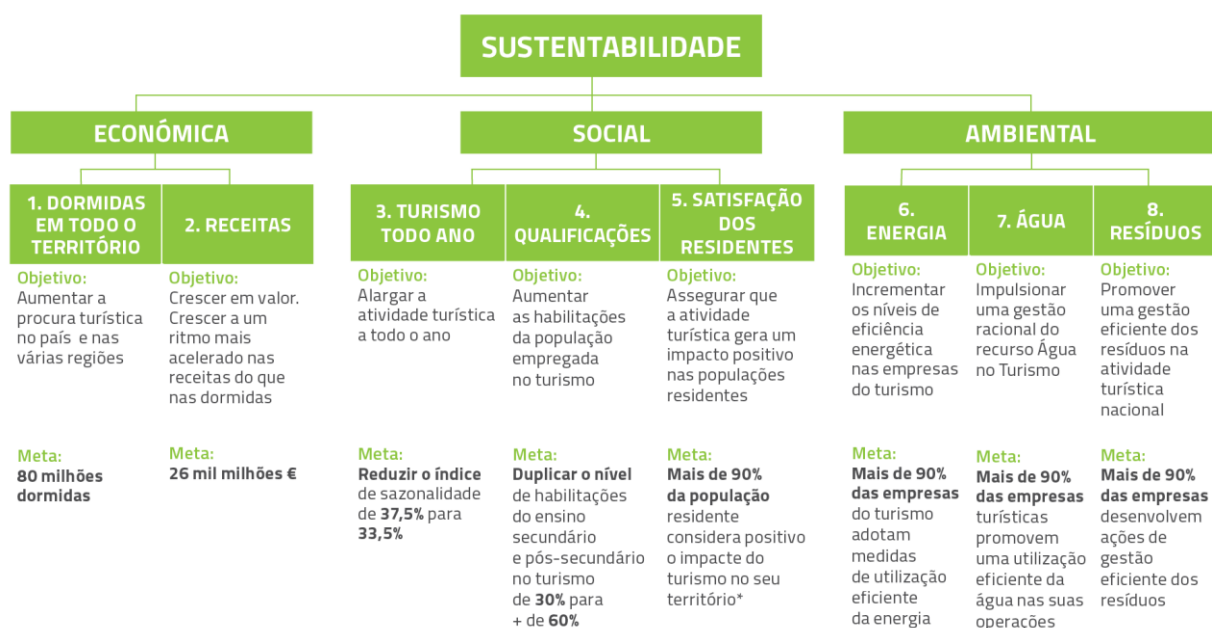 SUSTENTABILIDADE
ECONÓMICA
SOCIAL
AMBIENTAL
1. DORMIDAS
EM TODO O
TERRITÓRIO
Objetivo:
Aumentar a
procura turística
no país e nas
várias regiões
Meta:
80 milhões
dormidas
2. RECEITAS
Objetivo:
Crescer em valor.
Crescer a um
ritmo mais
acelerado nas
receitas do que
nas dormidas
Meta:
26 mil milhões €
3. TURISMO
TODO ANO
Objetivo:
Alargar a
atividade turística
a todo o ano
Meta:
Reduzir o índice
de sazonalidade
de 37,5% para
33,5%
4.
QUALIFICAÇÕES
Objetivo:
Aumentar
as habilitações
da população
empregada
no turismo
Meta:
Duplicar o nível
de habilitações
do ensino
secundário
e pós-secundário
no turismo
de 30% para
+ de 60%
5. SATISFAÇÃO
DOS
RESIDENTES
Objetivo:
Assegurar que
a atividade
turística gera um
impacto positivo
nas populações
residentes
Meta:
Mais de 90%
da população
residente
considera positivo
o impacte do
turismo no seu
território*
6.
ENERGIA
Objetivo:
Incrementar
os níveis de
eficiência
energética
nas empresas
do turismo
Meta:
Mais de 90%
das empresas
do turismo
adotam
medidas
de utilização
eficiente
da energia
7. ÁGUA
Objetivo:
Impulsionar
uma gestão
racional do
recurso Água
no Turismo
Meta:
Mais de 90%
das empresas
turísticas
promovem
uma utilização
eficiente da
água nas suas
operações
8.
RESÍDUOS
Objetivo:
Promover
uma gestão
eficiente dos
resíduos na
atividade
turística
nacional
Meta:
Mais de 90%
das empresas
desenvolvem
ações de
gestão
eficiente dos
resíduos